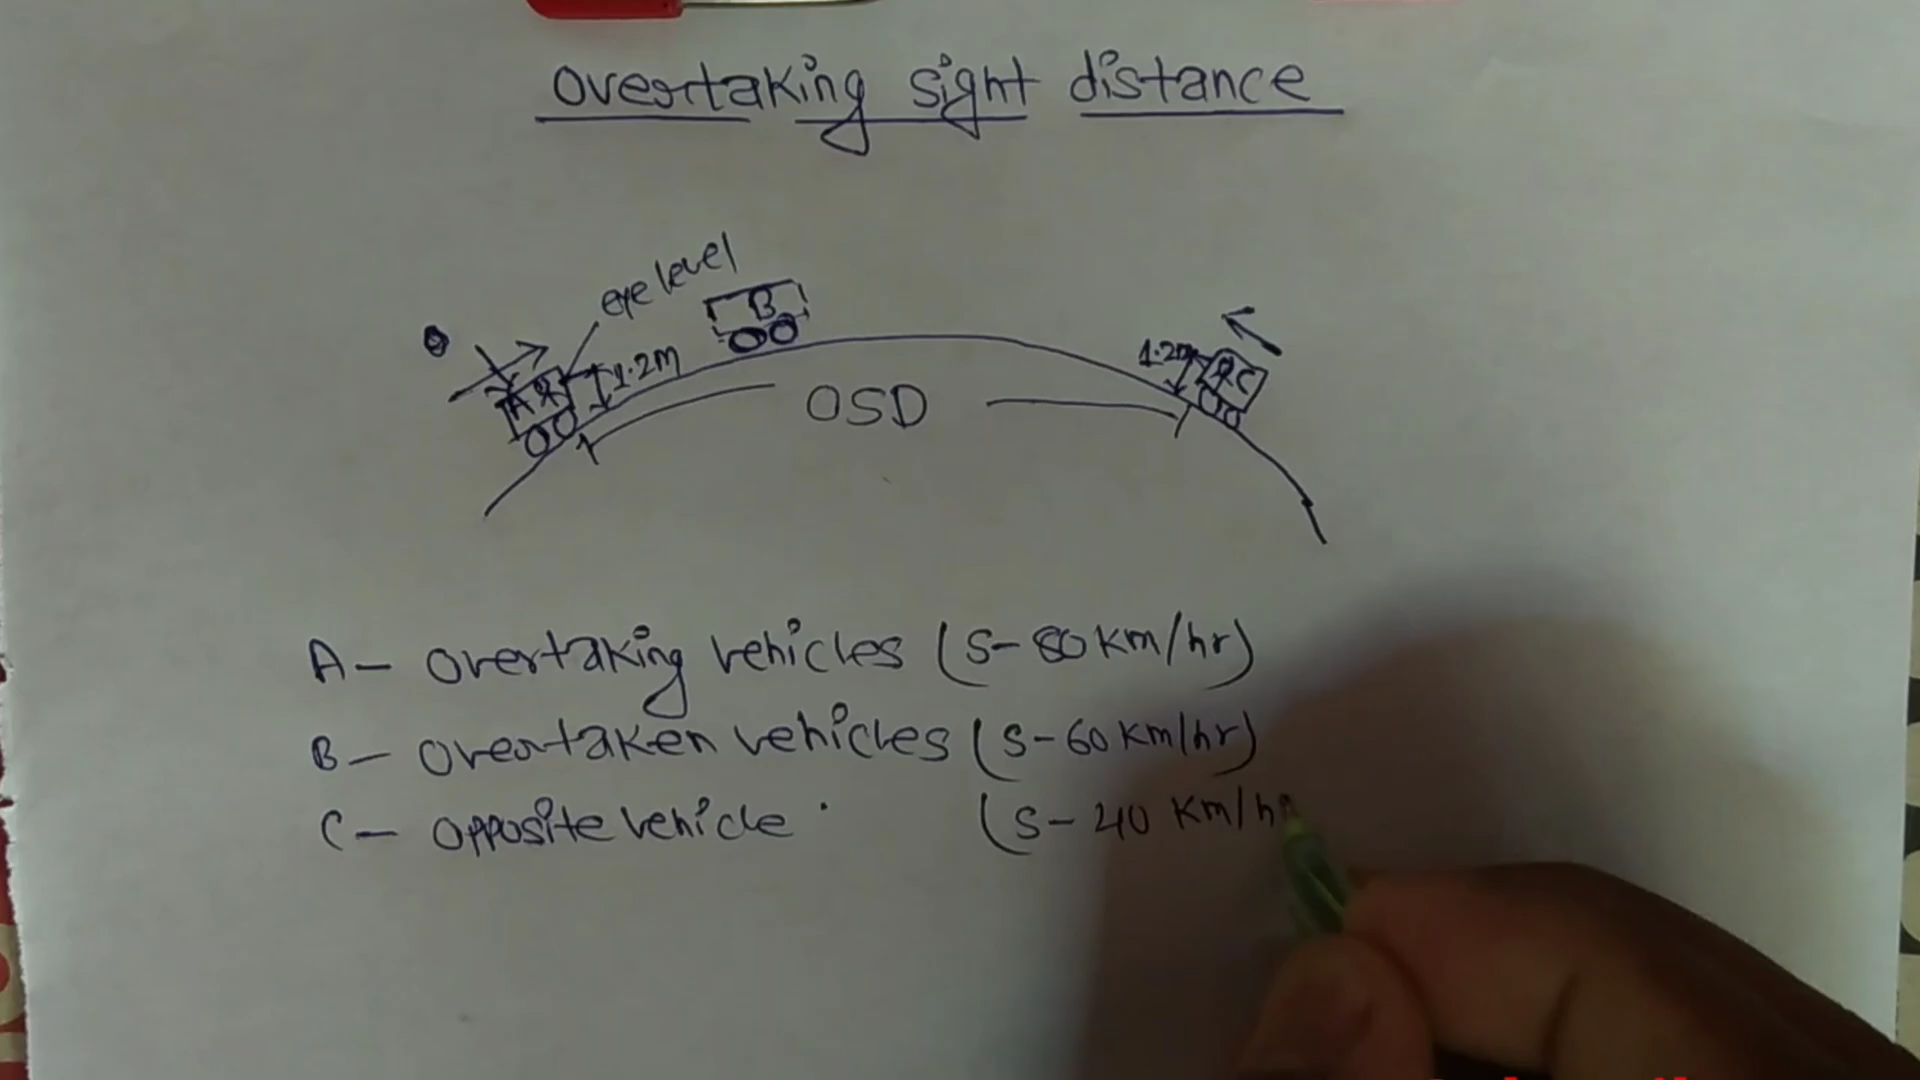 Overtaking sight distance
eye level
B
1.2m
A
1.2m
C
OSD
A - Overtaking vehicles (S-80 km/hr)
B - Overtaken vehicles (S-60 km/hr)
C - Opposite vehicle (S-40 km/hr